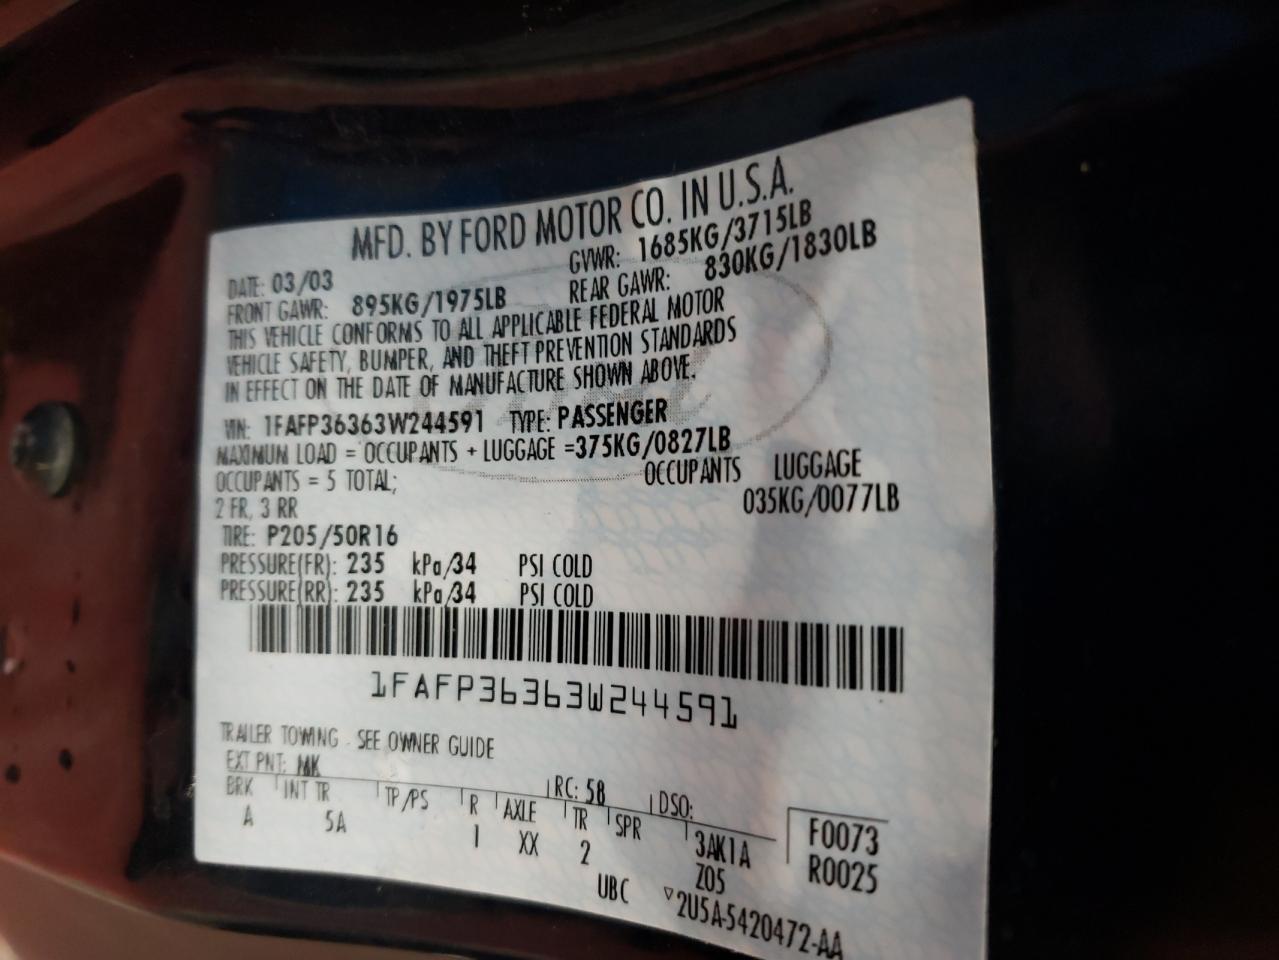 MFD. BY FORD MOTOR CO. IN U.S.A.
DATE: 03/03 GVWR: 1685KG/3715LB
FRONT GAWR: 895KG/1975LB REAR GAWR: 830KG/1830LB
THIS VEHICLE CONFORMS TO ALL APPLICABLE FEDERAL MOTOR
VEHICLE SAFETY, BUMPER, AND THEFT PREVENTION STANDARDS
IN EFFECT ON THE DATE OF MANUFACTURE SHOWN ABOVE.
VIN: 1FAFP36363W244591 TYPE: PASSENGER
MAXIMUM LOAD = OCCUPANTS + LUGGAGE =375KG/0827LB
OCCUPANTS = 5 TOTAL; OCCUPANTS LUGGAGE
2 FR, 3 RR 035KG/0077LB
TIRE: P205/50R16
PRESSURE(FR): 235 kPa/34 PSI COLD
PRESSURE(RR): 235 kPa/34 PSI COLD
1FAFP36363W244591
TRAILER TOWING - SEE OWNER GUIDE
EXT PNT: MK RC: 58 DSO:
BRK INT TR TP/PS R AXLE TR SPR F0073
A 5A 1 XX 2 3AK1A R0025
Z05
UBC ▽2U5A-5420472-AA